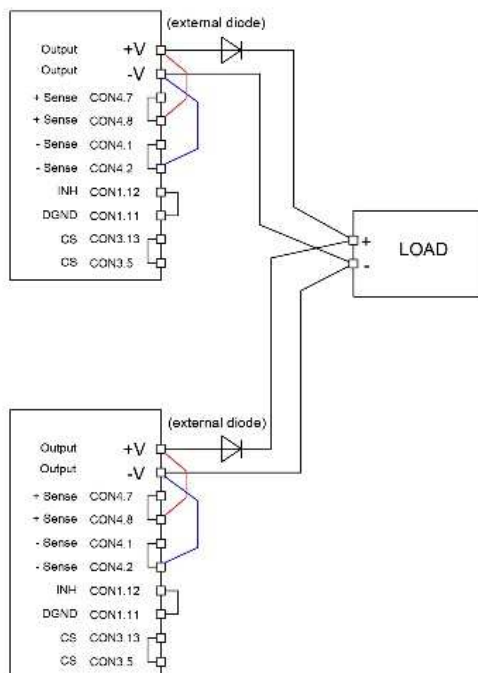 (external diode)
Output +V
Output -V
+ Sense CON4.7
+ Sense CON4.8
- Sense CON4.1
- Sense CON4.2
INH CON1.12
DGND CON1.11
CS CON3.13
CS CON3.5
+
-
LOAD
(external diode)
Output +V
Output -V
+ Sense CON4.7
+ Sense CON4.8
- Sense CON4.1
- Sense CON4.2
INH CON1.12
DGND CON1.11
CS CON3.13
CS CON3.5